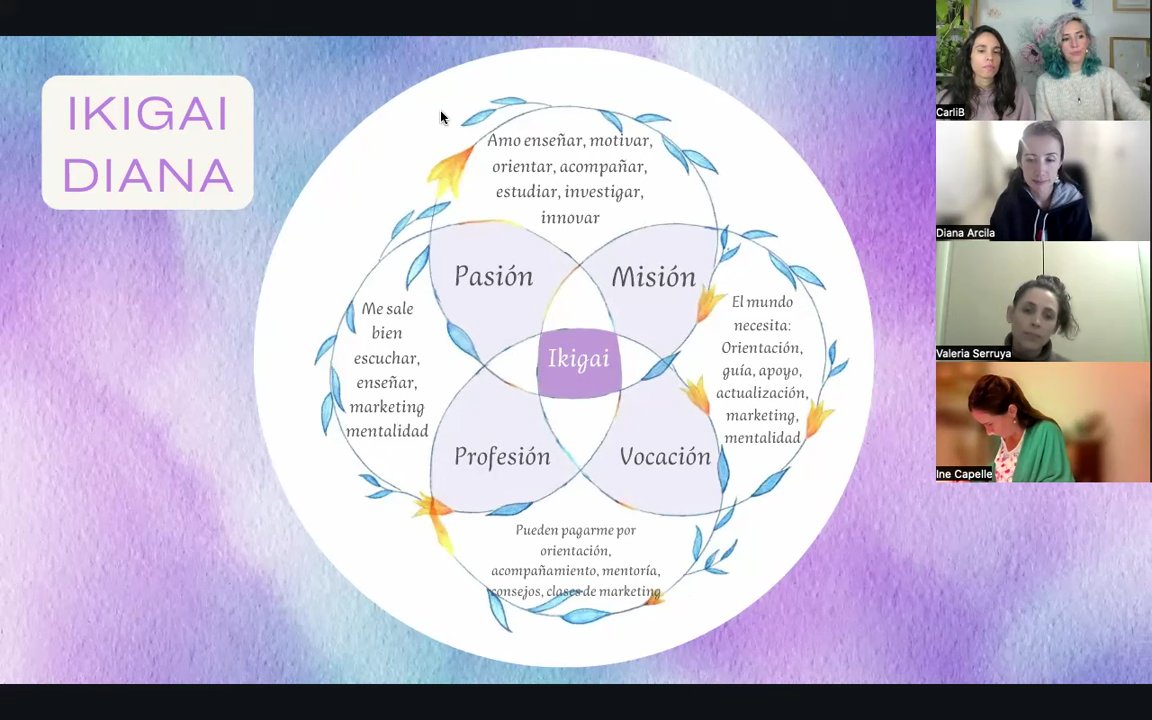 IKIGAI
DIANA
Amo enseñar, motivar,
orientar, acompañar,
estudiar, investigar,
innovar
Pasión
Misión
Me sale
bien
escuchar,
enseñar,
marketing
mentalidad
Ikigai
El mundo
necesita:
Orientación,
guía, apoyo,
actualización,
marketing,
mentalidad
Profesión
Vocación
Pueden pagarme por
orientación,
acompañamiento, mentoría,
consejos, clases de marketing
CarliB
Diana Arcila
Valeria Serruya
Ine Capelle